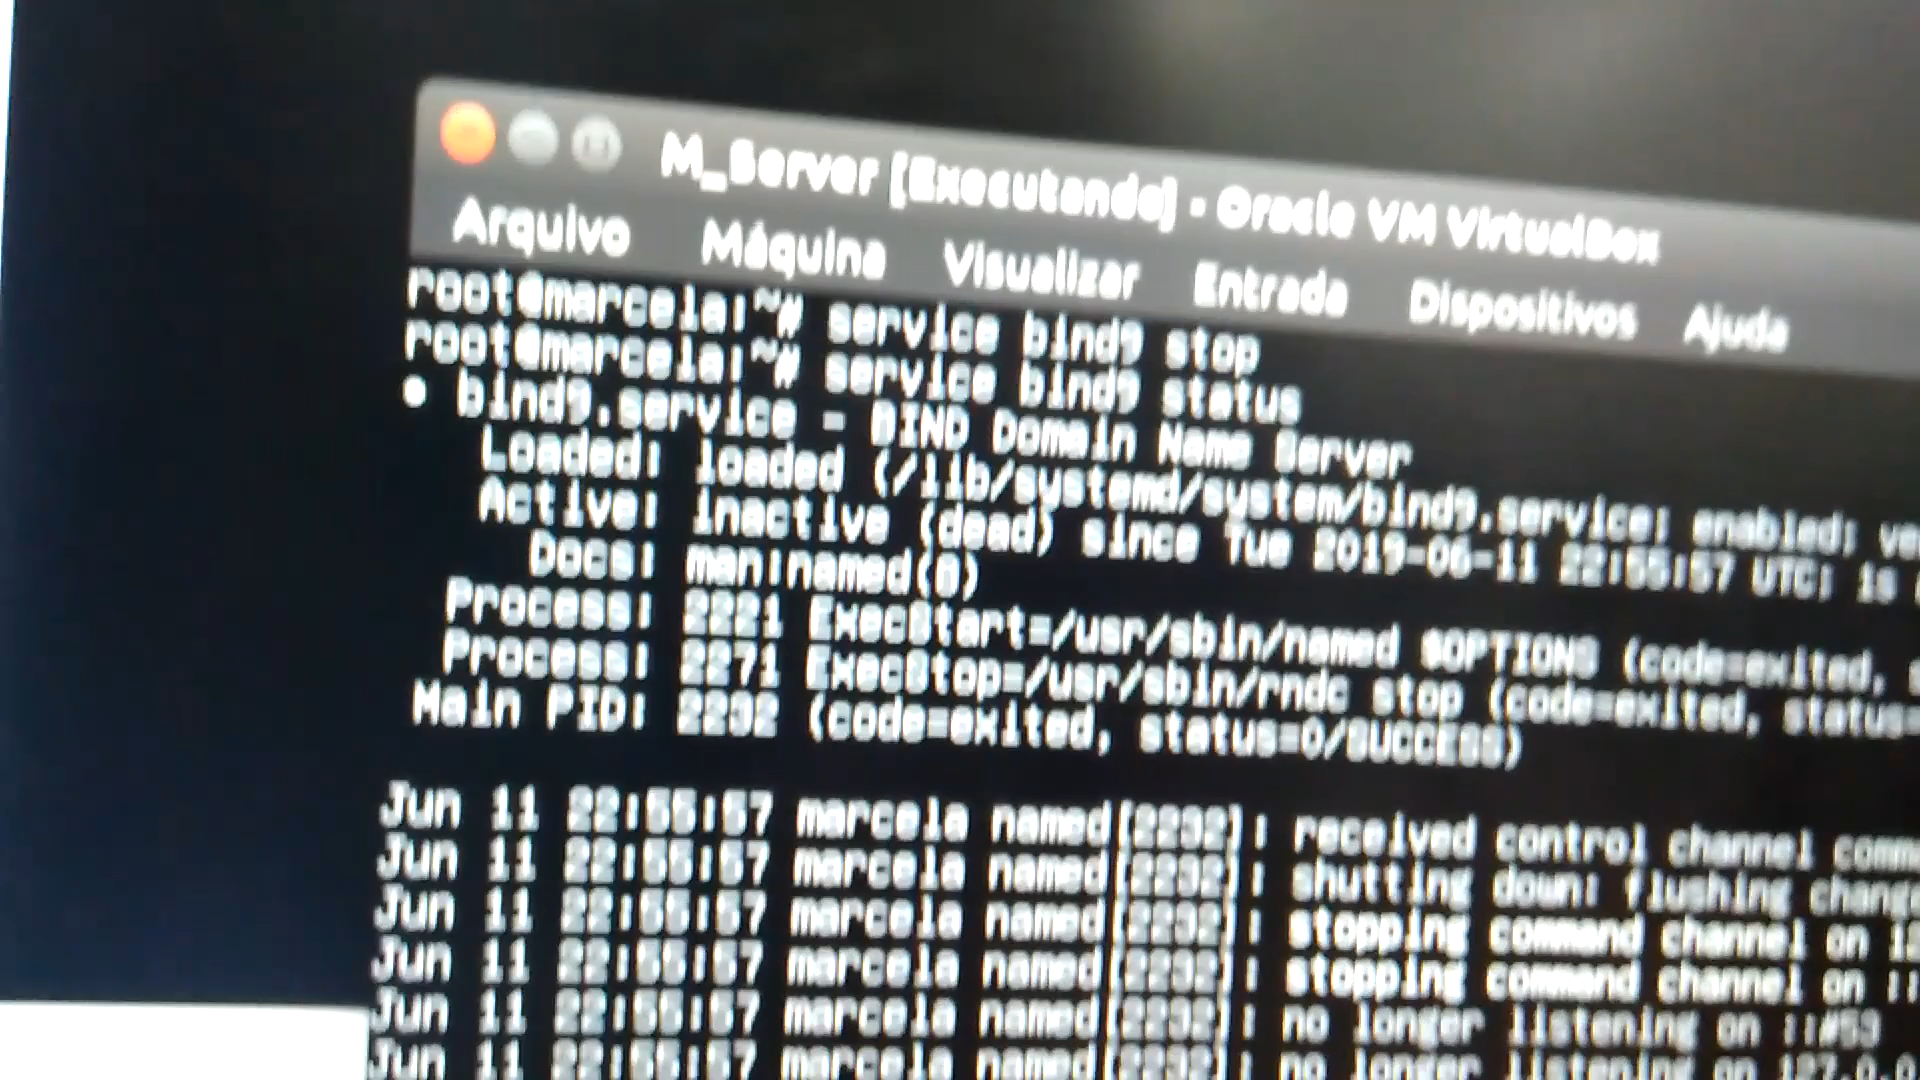 M_Server [Executando] - Oracle VM VirtualBox
Arquivo Máquina Visualizar Entrada Dispositivos Ajuda
root@marcela:~# service bind9 stop
root@marcela:~# service bind9 status
● bind9.service - BIND Domain Name Server
Loaded: loaded (/lib/systemd/system/bind9.service; enabled; ve
Active: inactive (dead) since Tue 2019-06-11 22:55:57 UTC;
Docs: man:named(8)
Process: 2221 ExecStart=/usr/sbin/named $OPTIONS (code=exited,
Process: 2271 ExecStop=/usr/sbin/rndc stop (code=exited, status=
Main PID: 2232 (code=exited, status=0/SUCCESS)
Jun 11 22:55:57 marcela named[2232]: received control channel comm
Jun 11 22:55:57 marcela named[2232]: shutting down: flushing change
Jun 11 22:55:57 marcela named[2232]: stopping command channel on
Jun 11 22:55:57 marcela named[2232]: stopping command channel on ::
Jun 11 22:55:57 marcela named[2232]: no longer listening on ::#53
Jun 11 22:55:57 marcela named[2232]: no longer listening on 127.0.0